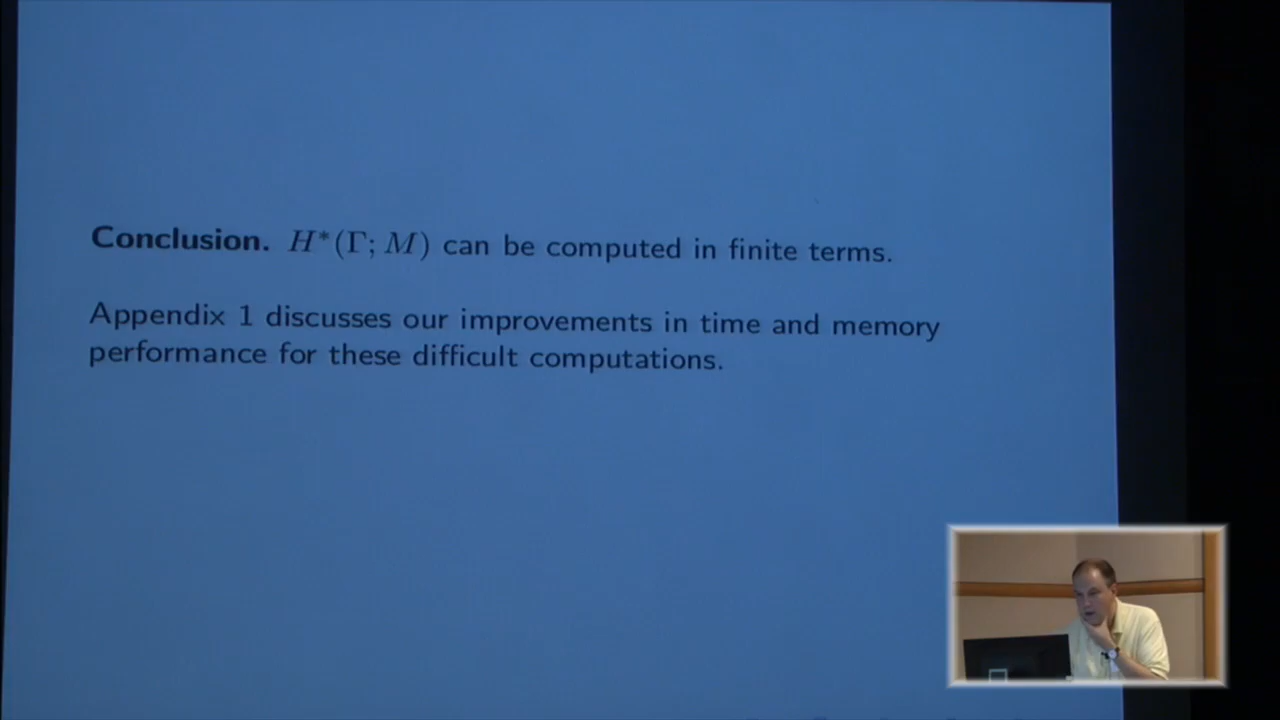 Conclusion. H*(Γ; M) can be computed in finite terms.
Appendix 1 discusses our improvements in time and memory
performance for these difficult computations.